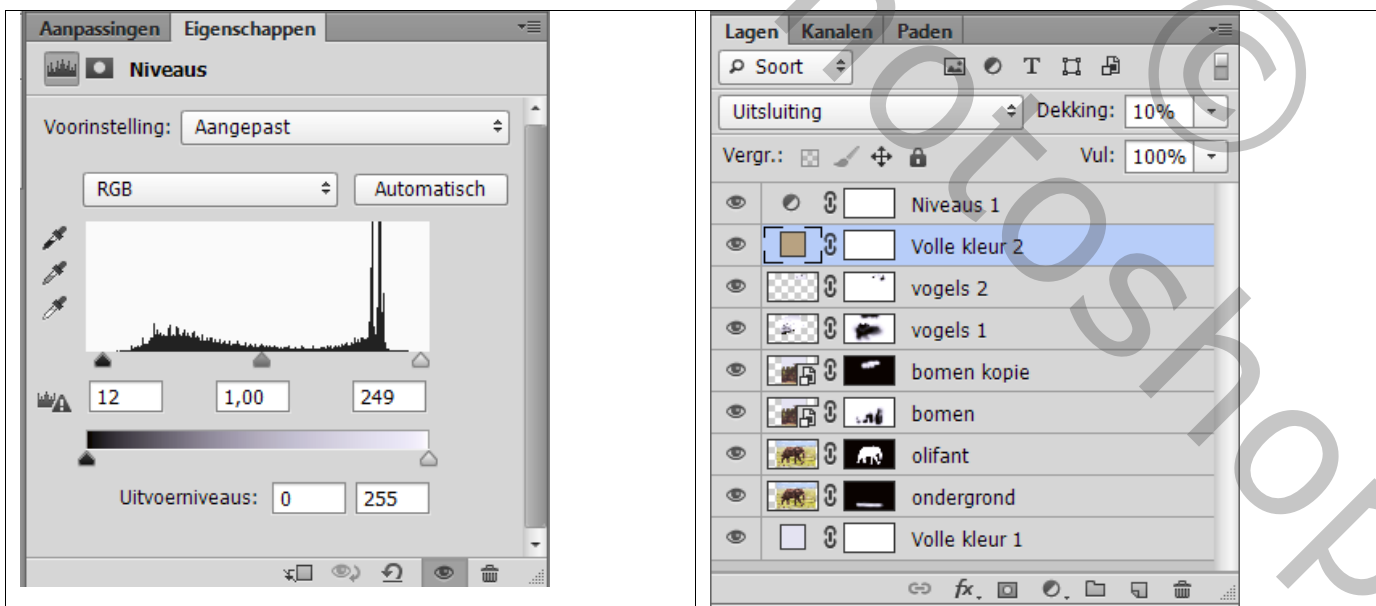 Aanpassingen Eigenschappen
Niveaus
Voorinstelling: Aangepast
RGB Automatisch
12 1,00 249
Uitvoerniveaus: 0 255
Lagen Kanalen Paden
Soort T
Uitsluiting Dekking: 10%
Vergr.: Vul: 100%
Niveaus 1
Volle kleur 2
vogels 2
vogels 1
bomen kopie
bomen
olifant
ondergrond
Volle kleur 1
fx
© otoshop